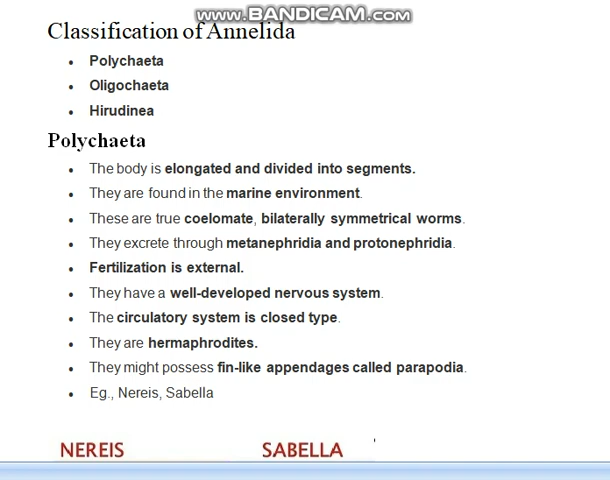 www.BANDICAM.com
Classification of Annelida
• Polychaeta
• Oligochaeta
• Hirudinea
Polychaeta
• The body is elongated and divided into segments.
• They are found in the marine environment.
• These are true coelomate, bilaterally symmetrical worms.
• They excrete through metanephridia and protonephridia.
• Fertilization is external.
• They have a well-developed nervous system.
• The circulatory system is closed type.
• They are hermaphrodites.
• They might possess fin-like appendages called parapodia.
• Eg., Nereis, Sabella
NEREIS SABELLA